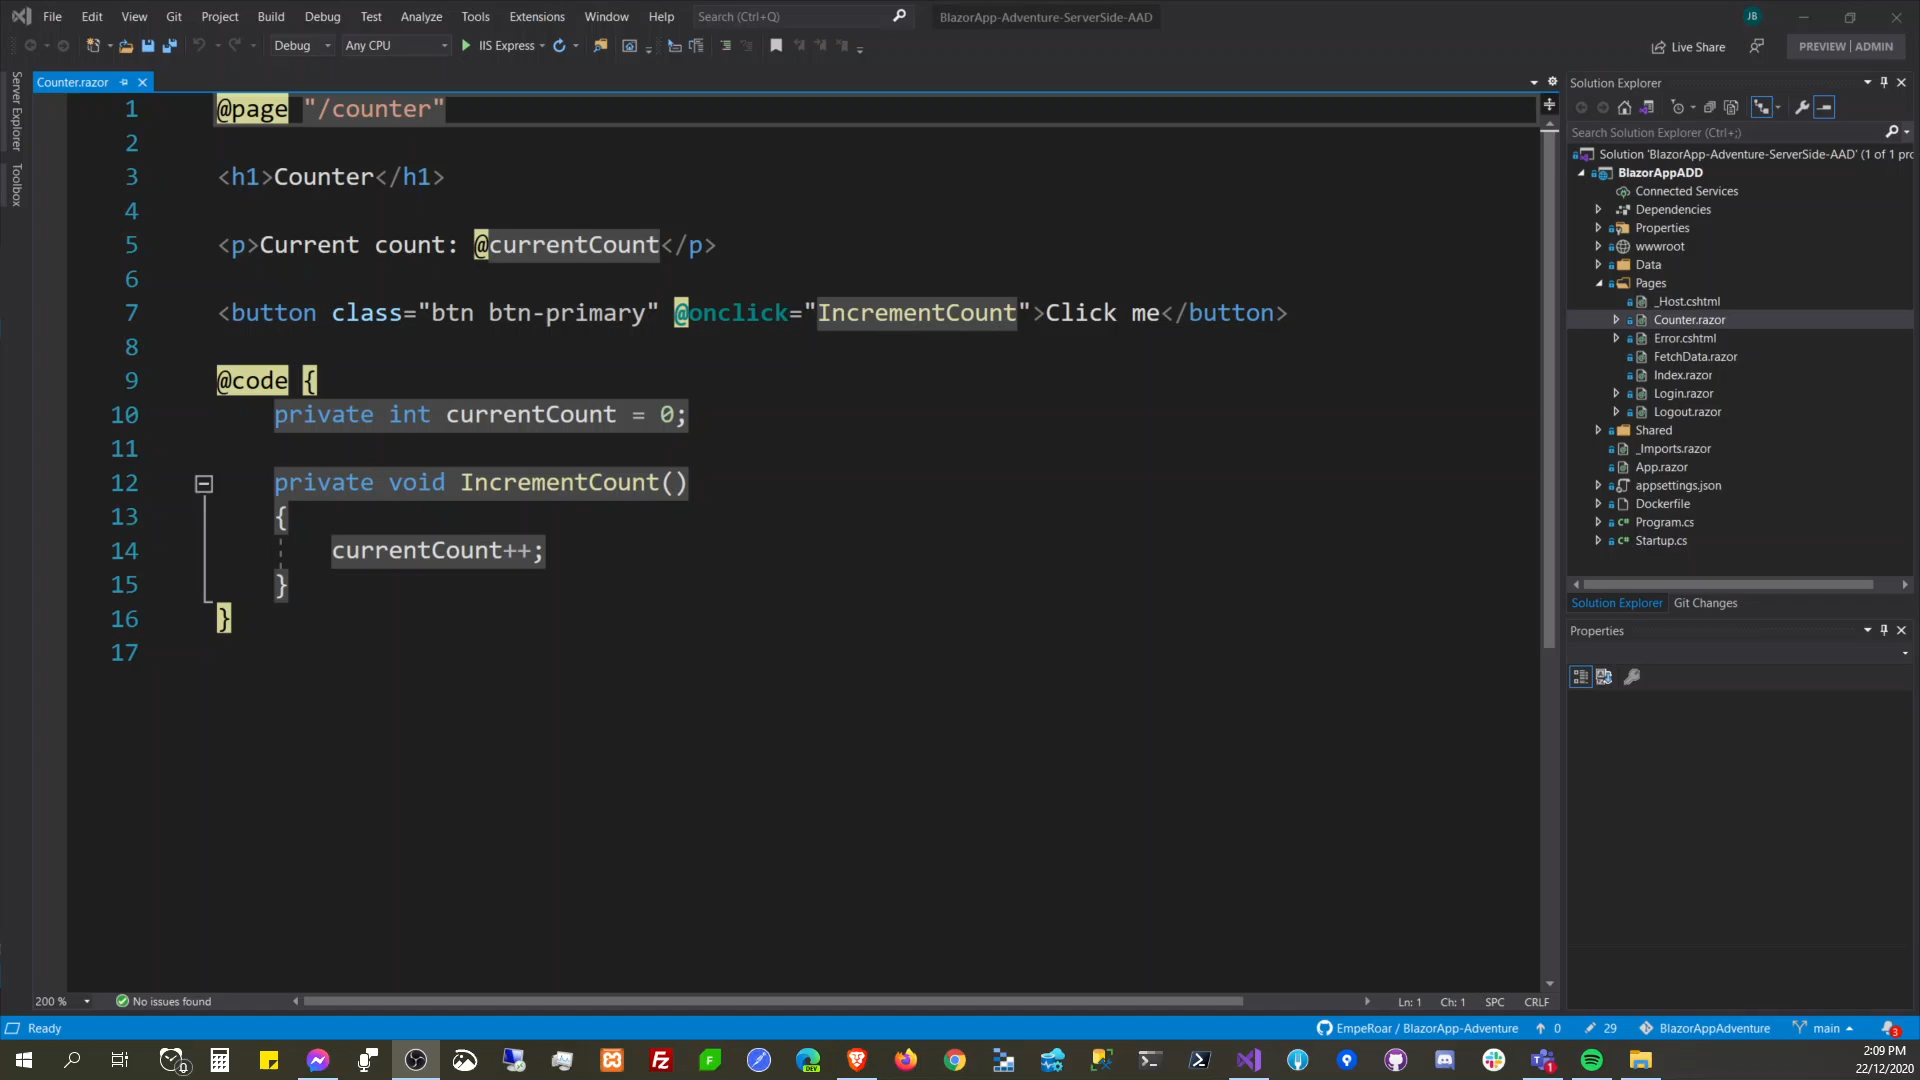 File Edit View Git Project Build Debug Test Analyze Tools Extensions Window Help Search (Ctrl+Q) BlazorApp-Adventure-ServerSide-AAD JB
Debug Any CPU IIS Express Live Share PREVIEW ADMIN
Server Explorer
Toolbox
Counter.razor
1 @page "/counter"
2
3 <h1>Counter</h1>
4
5 <p>Current count: @currentCount</p>
6
7 <button class="btn btn-primary" @onclick="IncrementCount">Click me</button>
8
9 @code {
10 private int currentCount = 0;
11
12 private void IncrementCount()
13 {
14 currentCount++;
15 }
16 }
17
200 % No issues found Ln: 1 Ch: 1 SPC CRLF
Solution Explorer
Search Solution Explorer (Ctrl+;)
Solution 'BlazorApp-Adventure-ServerSide-AAD' (1 of 1 pro
BlazorAppADD
Connected Services
Dependencies
Properties
wwwroot
Data
Pages
_Host.cshtml
Counter.razor
Error.cshtml
FetchData.razor
Index.razor
Login.razor
Logout.razor
Shared
_Imports.razor
App.razor
appsettings.json
Dockerfile
Program.cs
Startup.cs
Solution Explorer Git Changes
Properties
Ready EmpeRoar / BlazorApp-Adventure 0 29 BlazorAppAdventure main 3
2:09 PM
22/12/2020